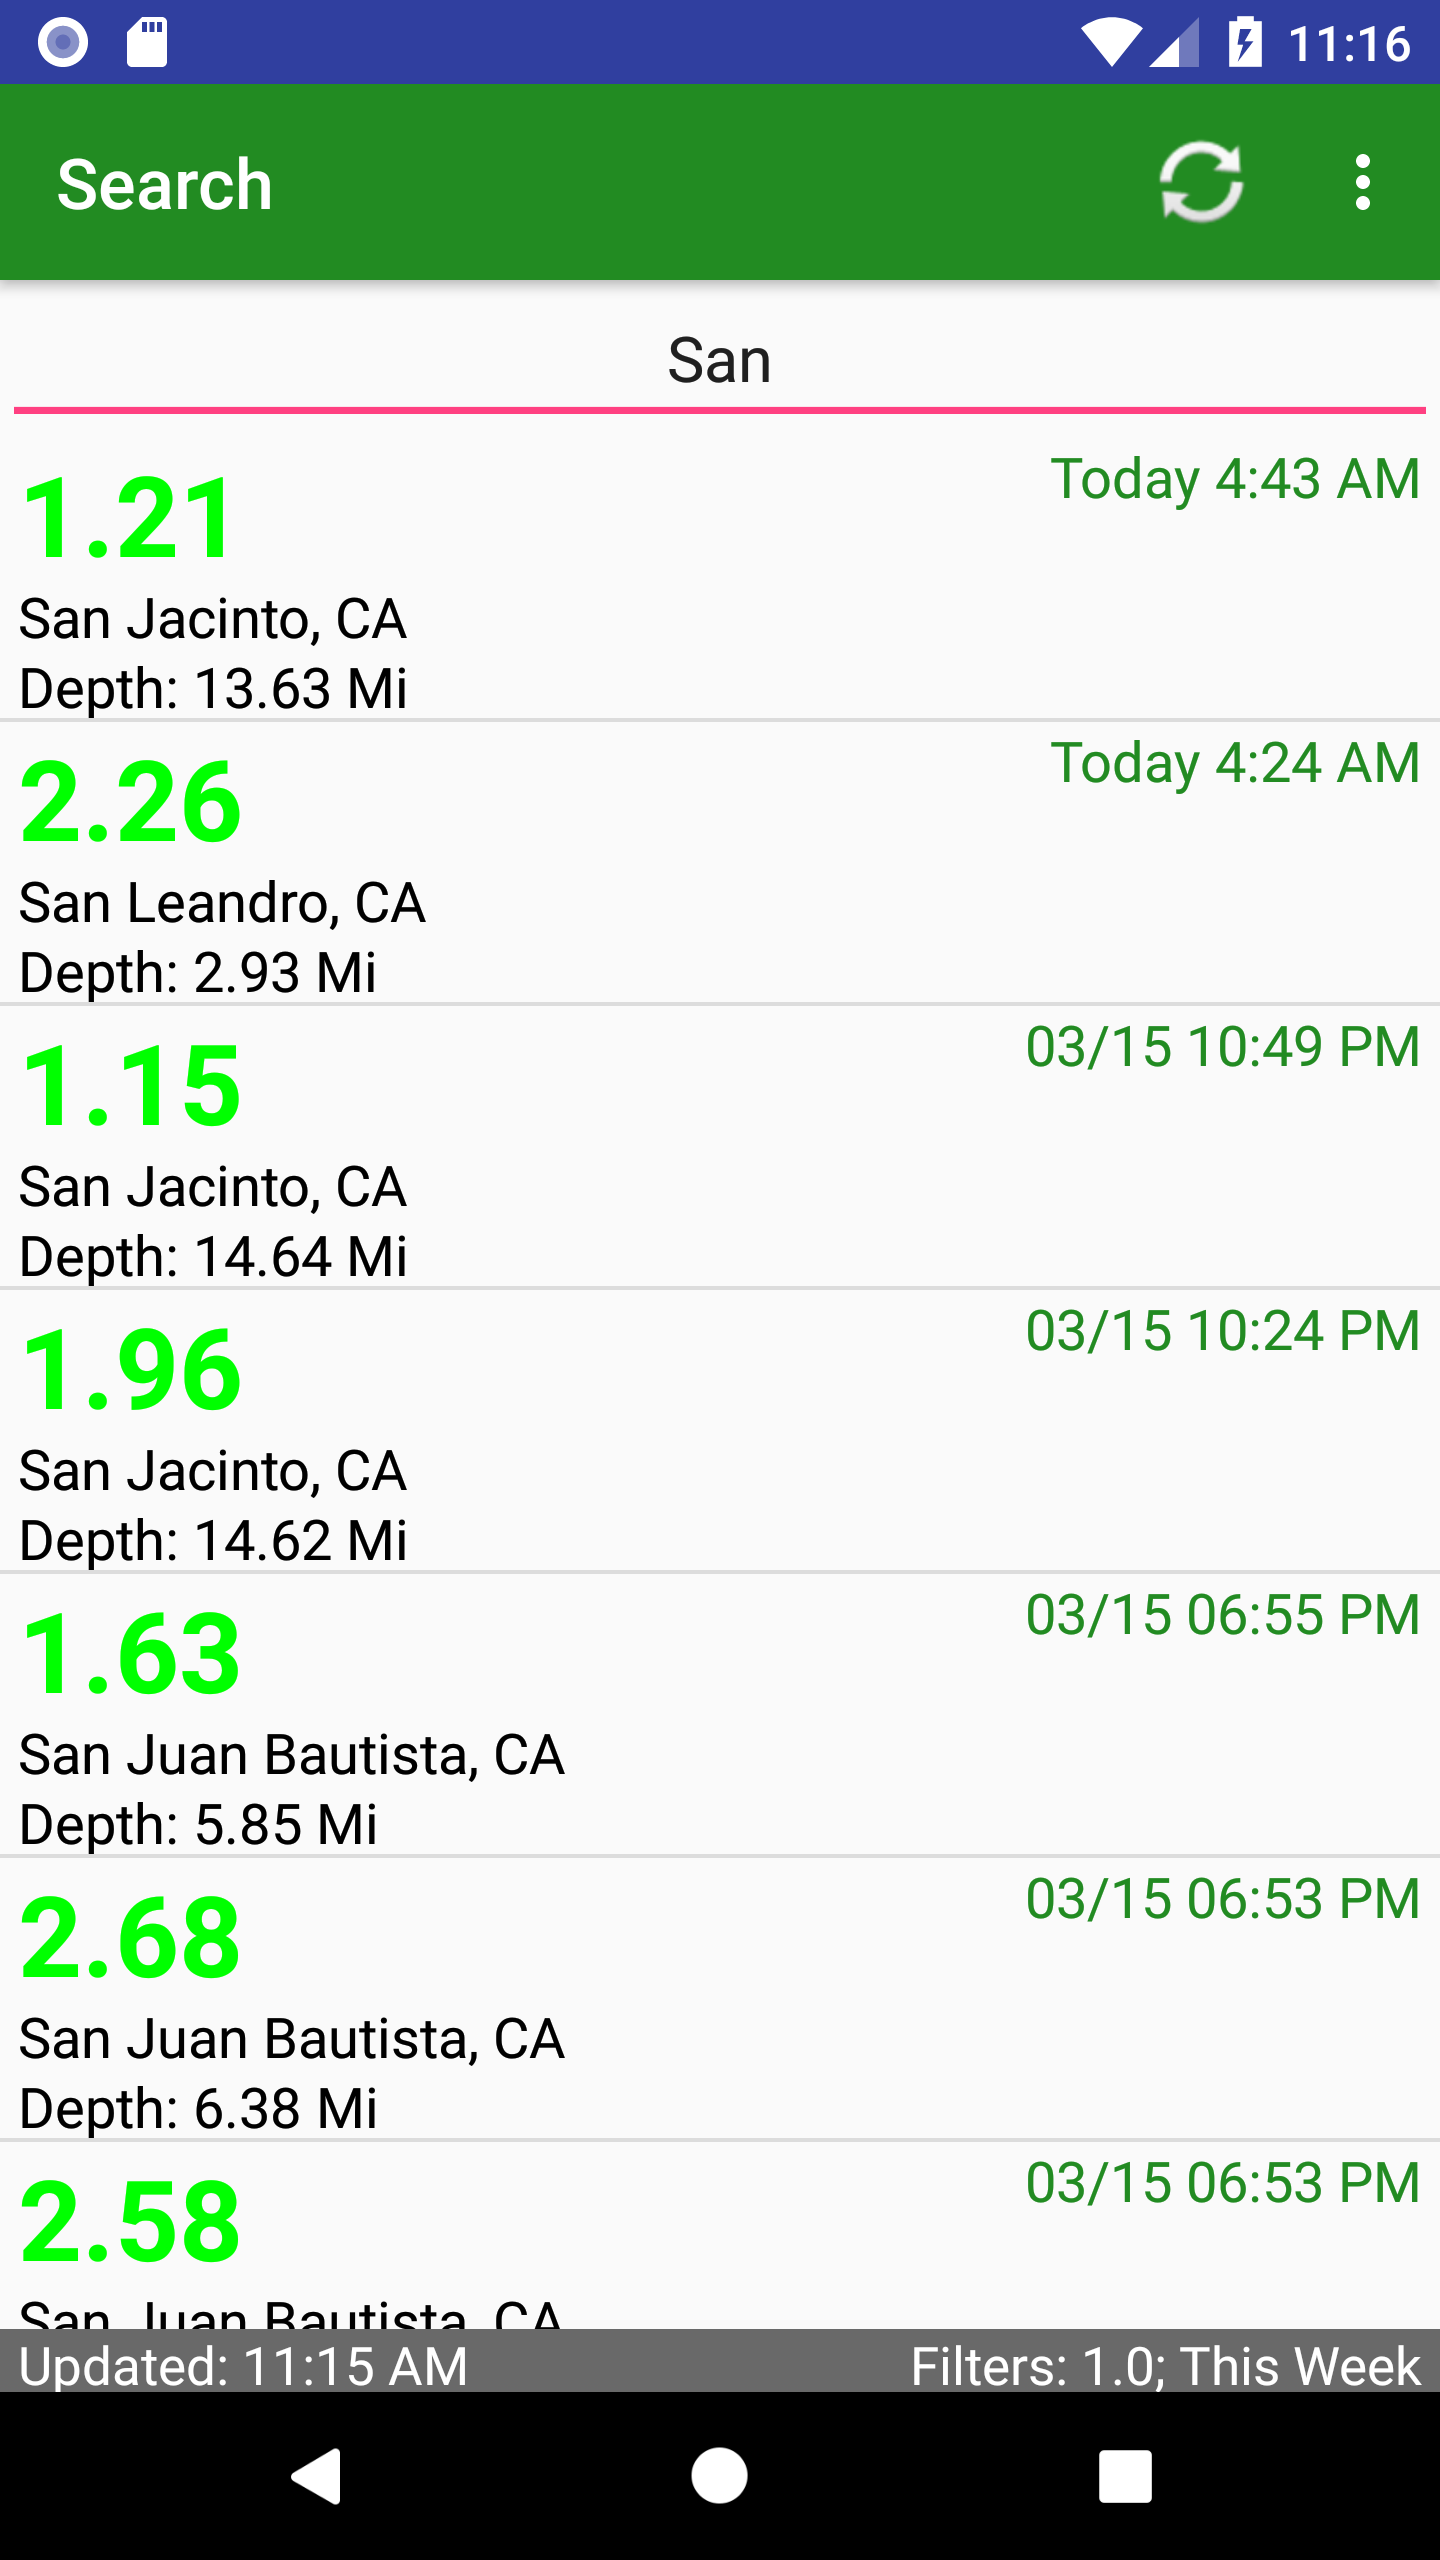 11:16
Search
San
1.21
Today 4:43 AM
San Jacinto, CA
Depth: 13.63 Mi
2.26
Today 4:24 AM
San Leandro, CA
Depth: 2.93 Mi
1.15
03/15 10:49 PM
San Jacinto, CA
Depth: 14.64 Mi
1.96
03/15 10:24 PM
San Jacinto, CA
Depth: 14.62 Mi
1.63
03/15 06:55 PM
San Juan Bautista, CA
Depth: 5.85 Mi
2.68
03/15 06:53 PM
San Juan Bautista, CA
Depth: 6.38 Mi
2.58
03/15 06:53 PM
San Juan Bautista, CA
Updated: 11:15 AM
Filters: 1.0; This Week